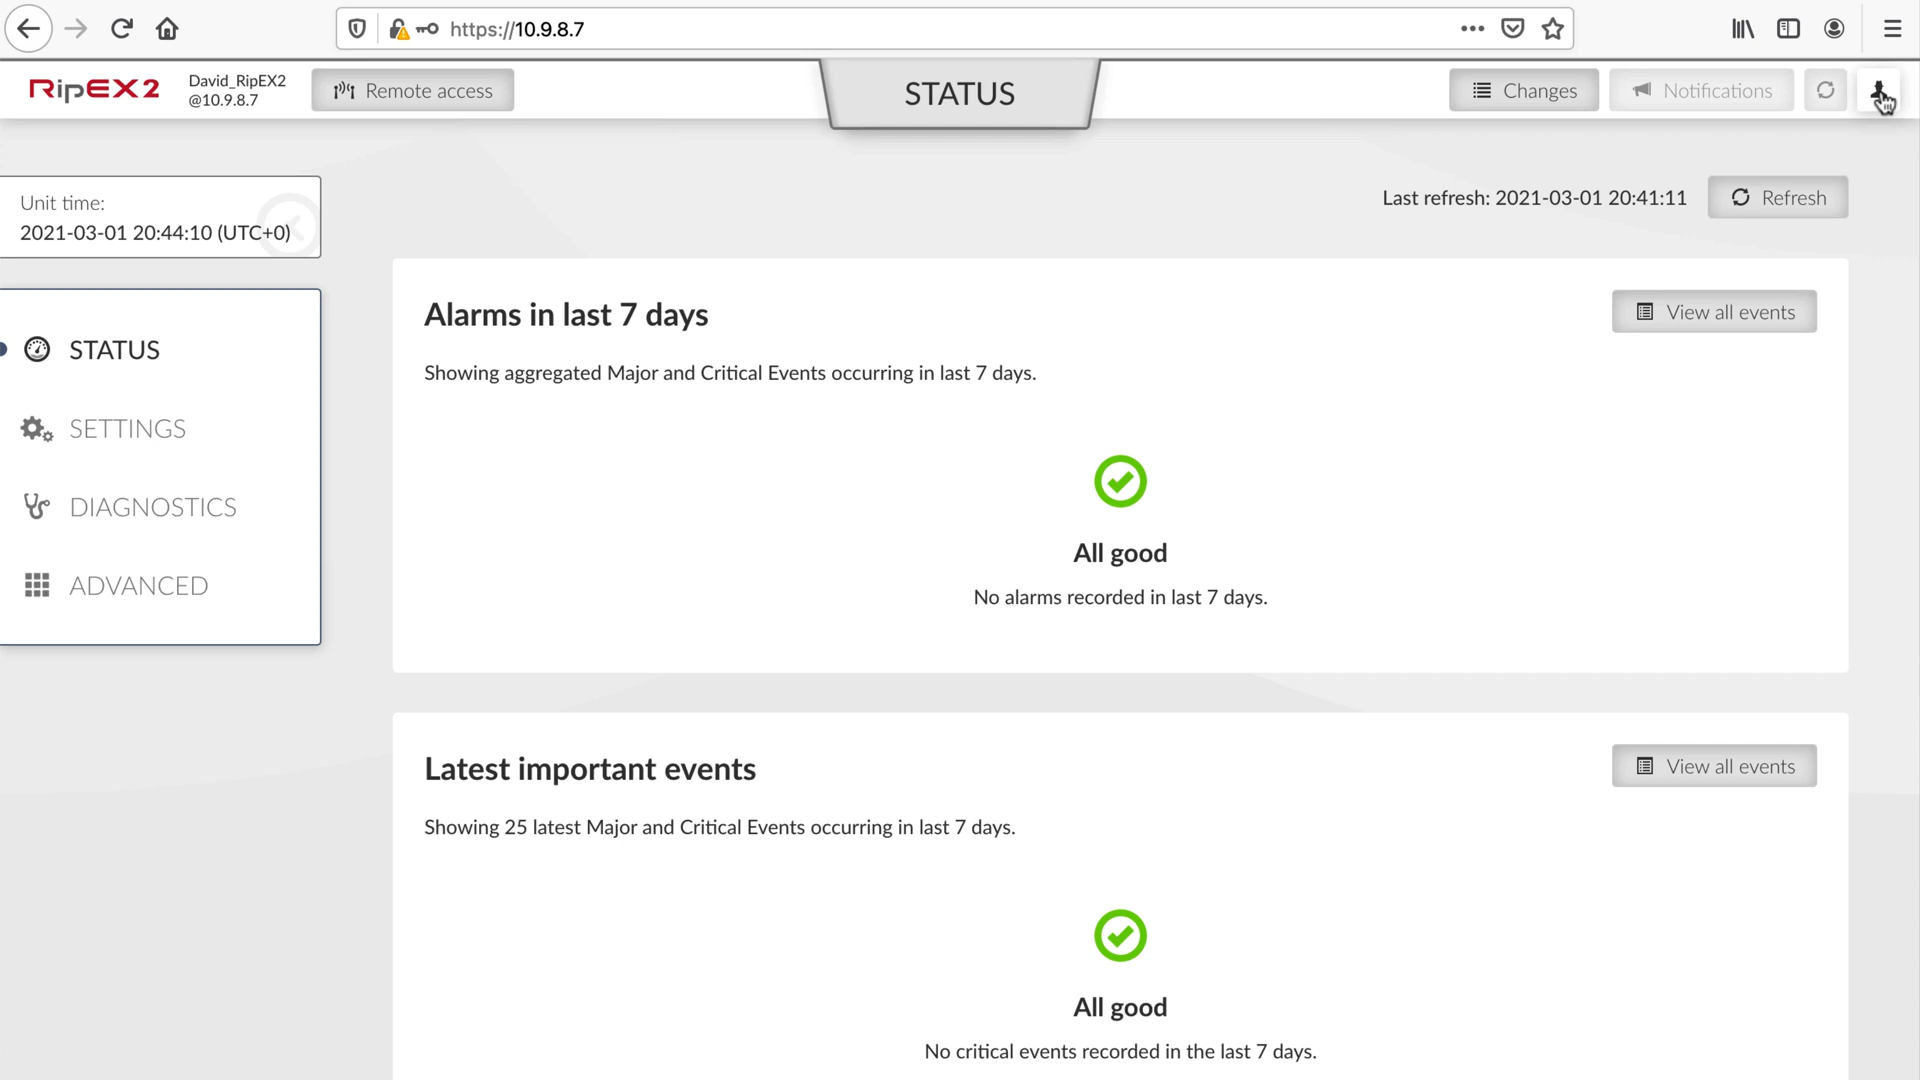 https://10.9.8.7
RipEX2
David_RipEX2
@10.9.8.7
Remote access
STATUS
Changes
Notifications
Unit time:
2021-03-01 20:44:10 (UTC+0)
Last refresh: 2021-03-01 20:41:11
Refresh
STATUS
SETTINGS
DIAGNOSTICS
ADVANCED
Alarms in last 7 days
View all events
Showing aggregated Major and Critical Events occurring in last 7 days.
All good
No alarms recorded in last 7 days.
Latest important events
View all events
Showing 25 latest Major and Critical Events occurring in last 7 days.
All good
No critical events recorded in the last 7 days.